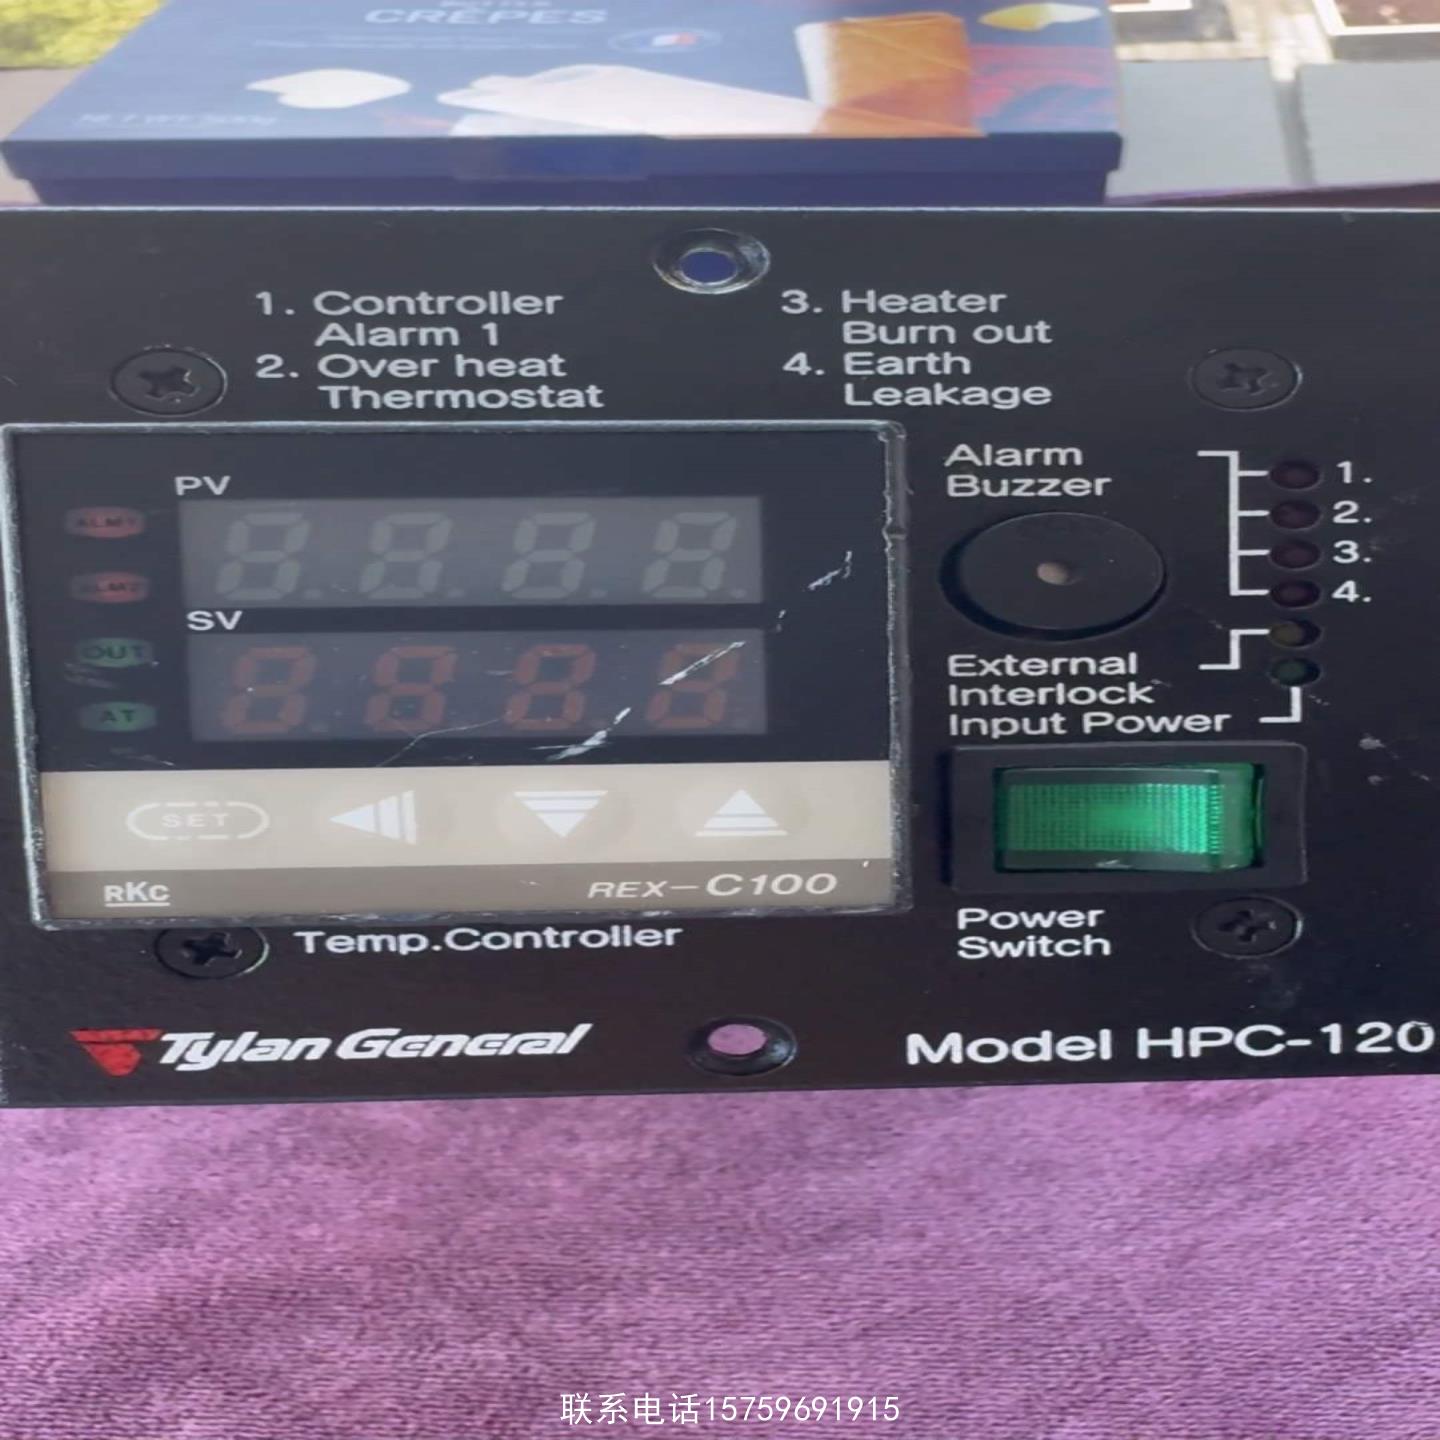 CRÊPES
1. Controller
Alarm 1
2. Over heat
Thermostat
3. Heater
Burn out
4. Earth
Leakage
PV
ALM1
ALM2
SV
OUT
AT
Alarm
Buzzer
1.
2.
3.
4.
External
Interlock
Input Power
SET
RKC
REX-C100
Temp.Controller
Power
Switch
Tylan General
Model HPC-120
联系电话15759691915